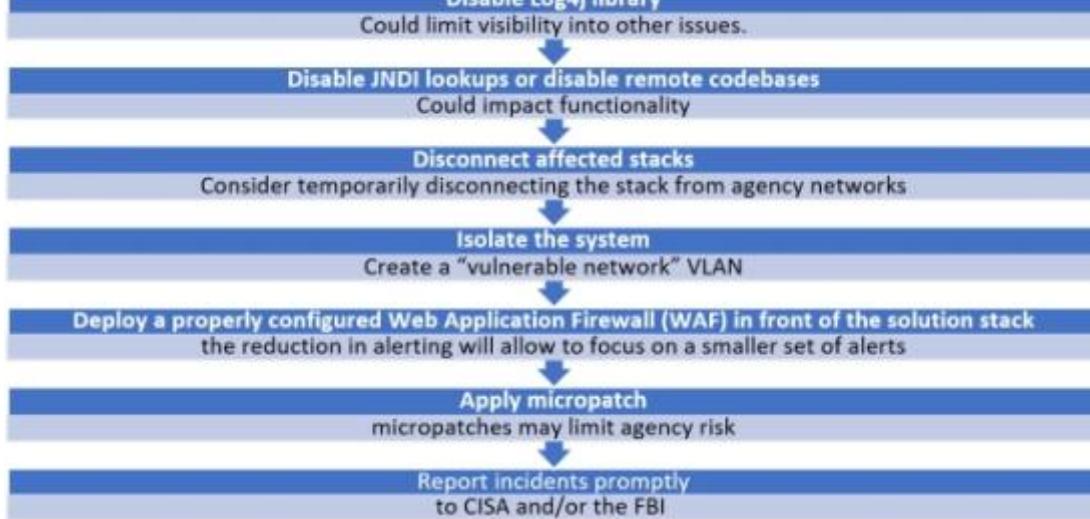 Disable Log4j library
Could limit visibility into other issues.
Disable JNDI lookups or disable remote codebases
Could impact functionality
Disconnect affected stacks
Consider temporarily disconnecting the stack from agency networks
Isolate the system
Create a “vulnerable network” VLAN
Deploy a properly configured Web Application Firewall (WAF) in front of the solution stack
the reduction in alerting will allow to focus on a smaller set of alerts
Apply micropatch
micropatches may limit agency risk
Report incidents promptly
to CISA and/or the FBI